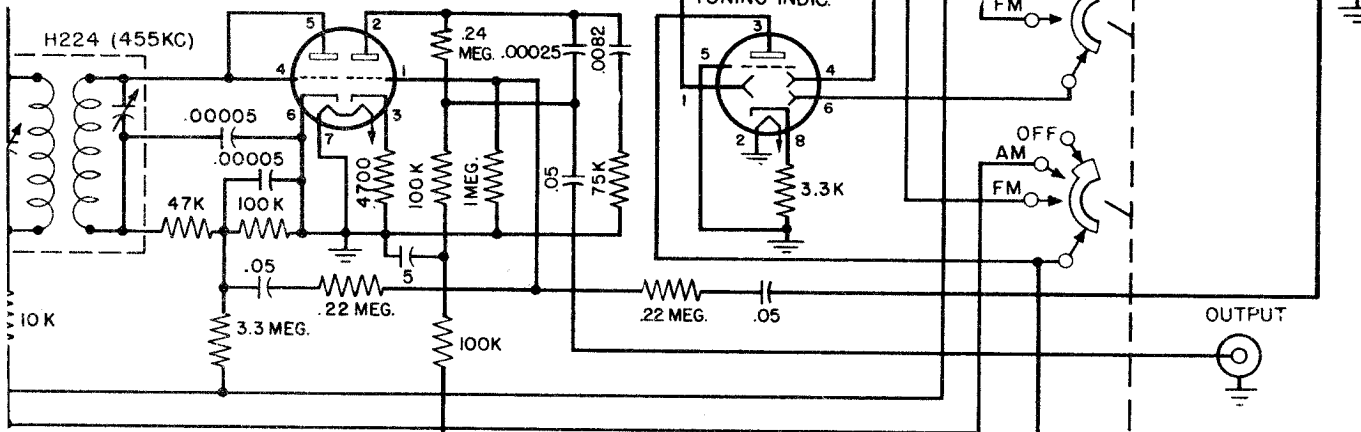 TUNING INDIC.
FM
5
2
3
H224 (455KC)
.24
MEG.
.00025
.0082
4
1
5
4
1
6
.00005
6
3
7
2
8
OFF
AM
FM
.00005
4700
100K
1MEG.
.05
75K
3.3K
47K
100K
.05
5
.22 MEG.
.22 MEG.
.05
10K
3.3 MEG.
100K
OUTPUT